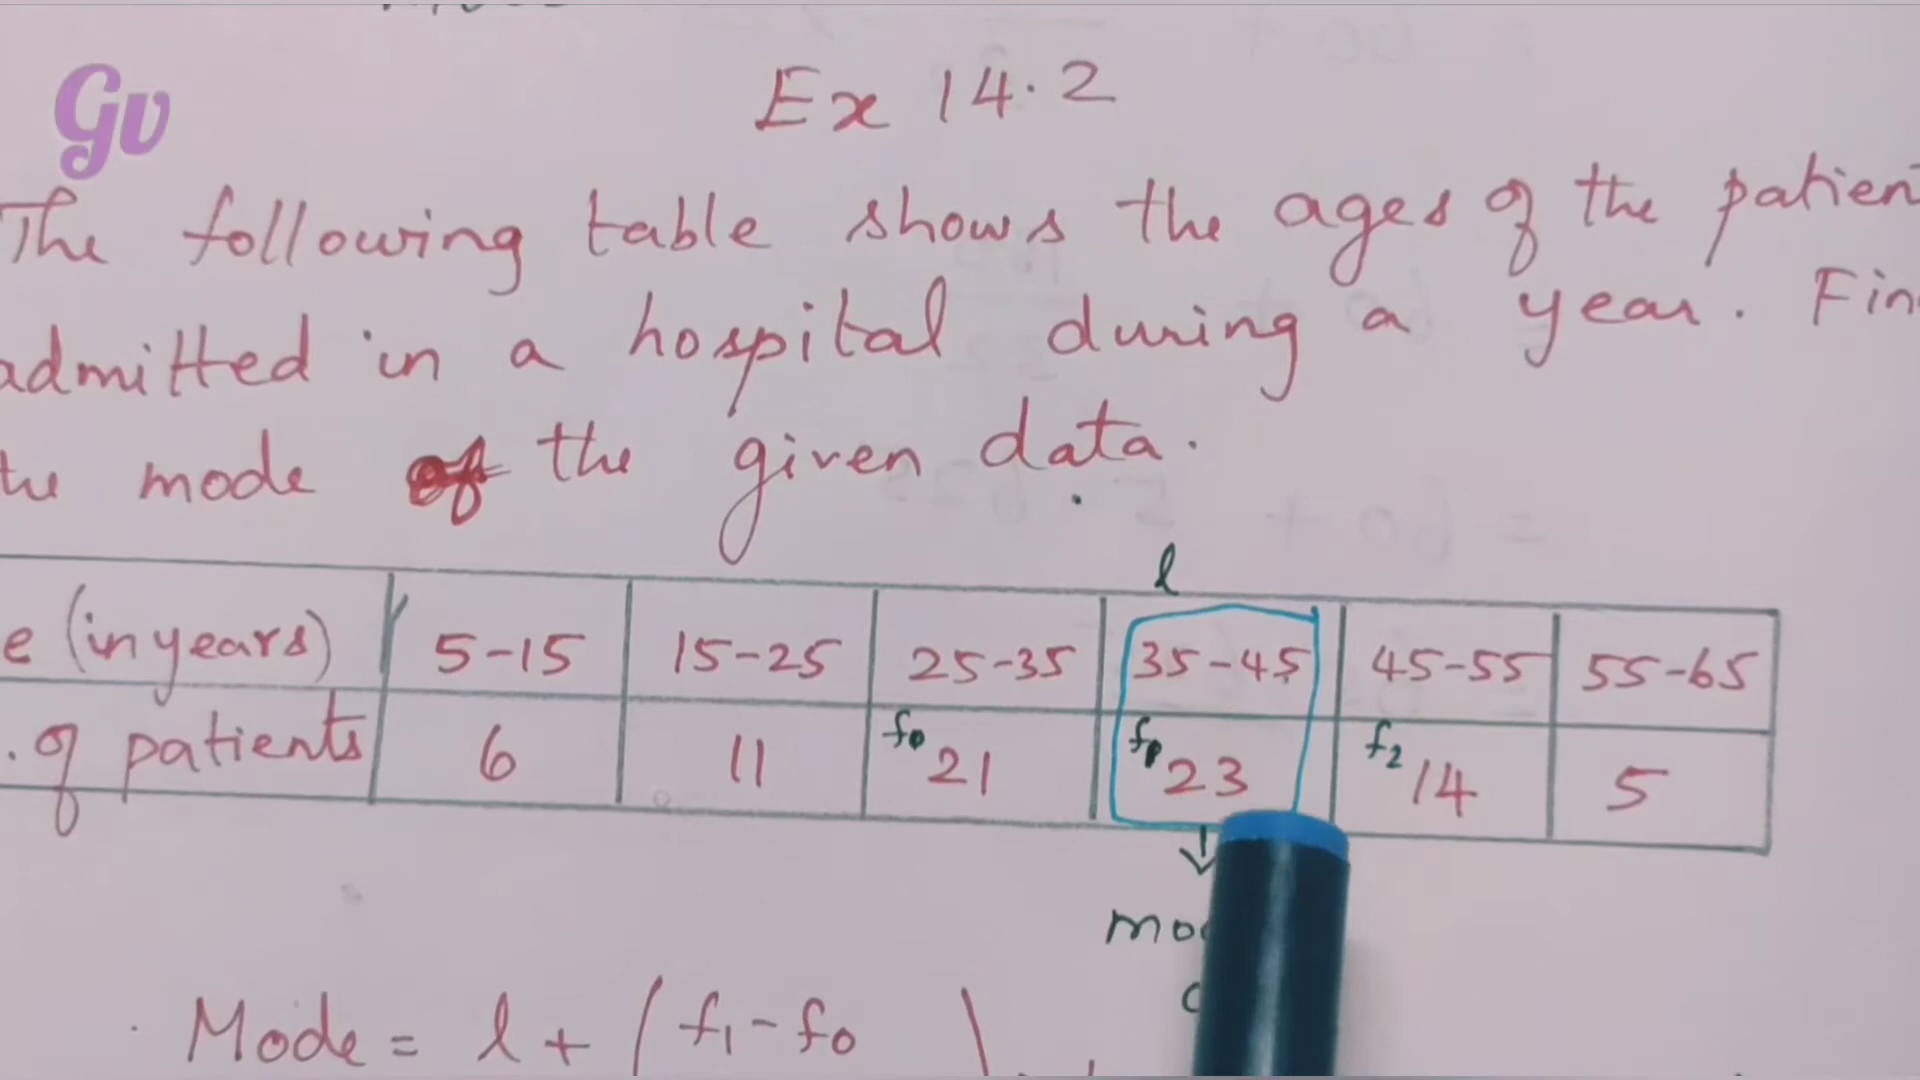 Gv
Ex 14.2
The following table shows the ages of the patien
admitted in a hospital during a year. Fin
the mode of the given data.
l
e (in years) 5-15 15-25 25-35 35-45 45-55 55-65
. of patients 6 11 f0 21 f1 23 f2 14 5
Mode = l + ( f1 - f0 )